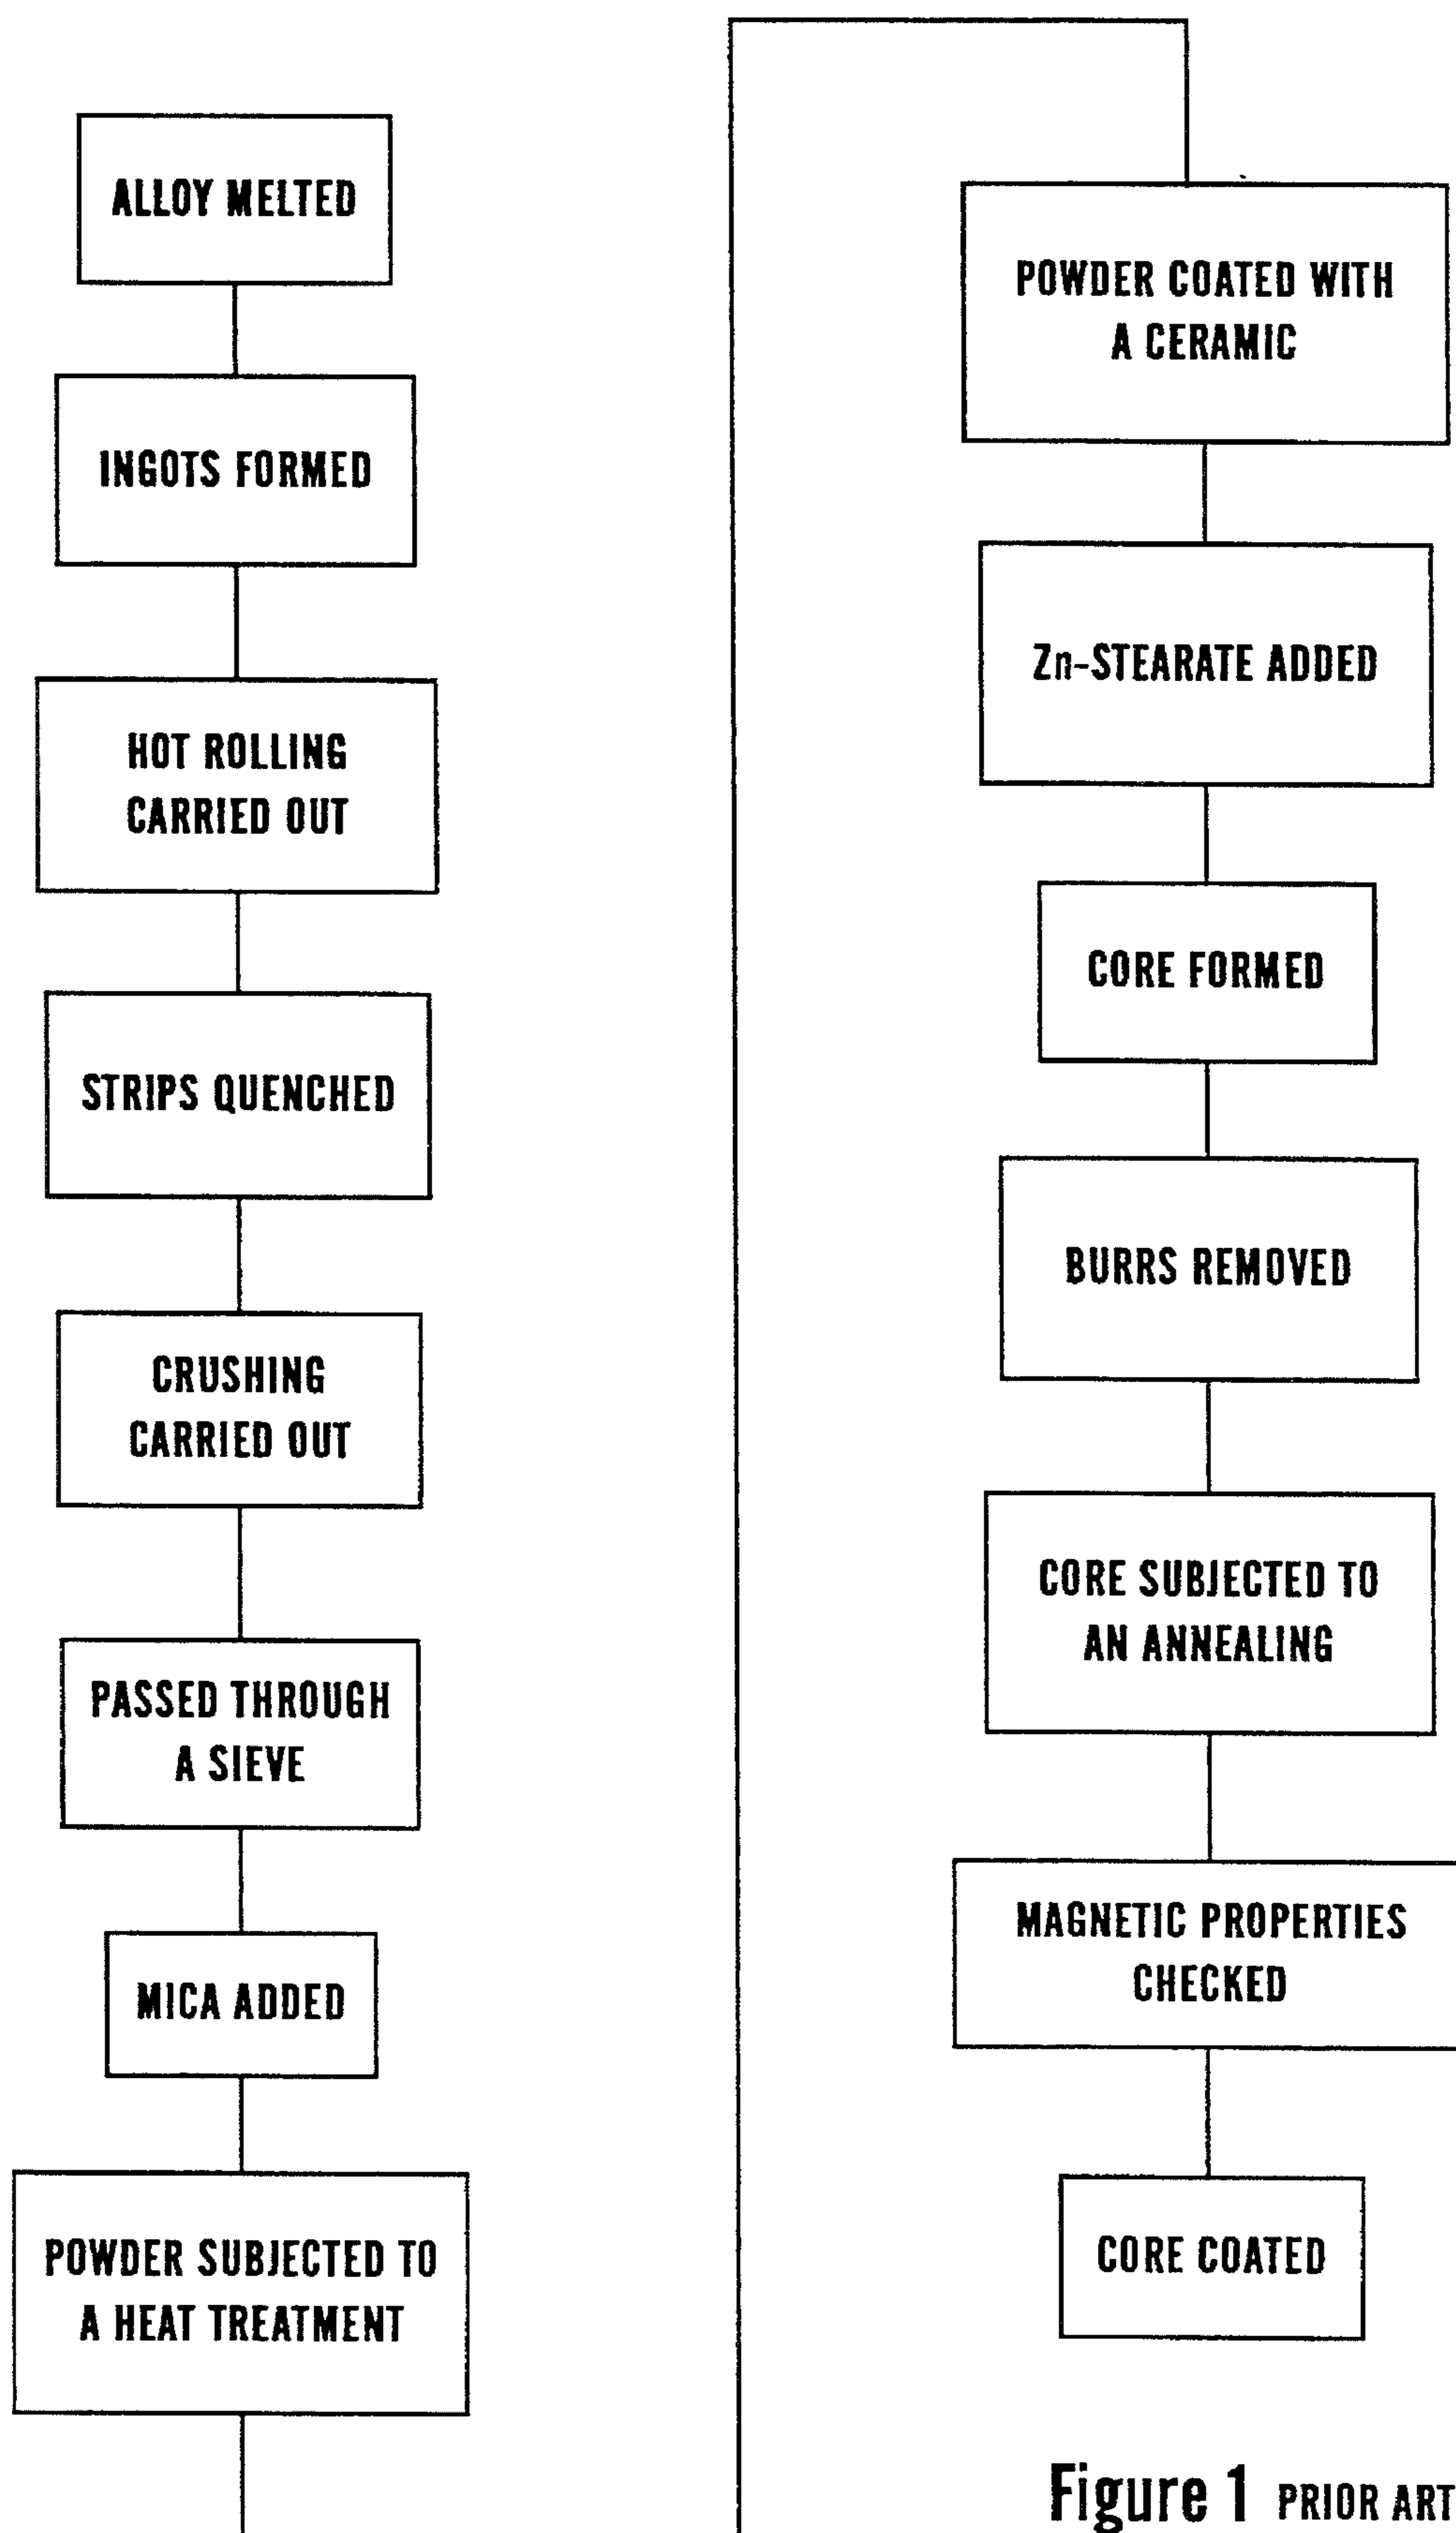 ALLOY MELTED
INGOTS FORMED
HOT ROLLING
CARRIED OUT
STRIPS QUENCHED
CRUSHING
CARRIED OUT
PASSED THROUGH
A SIEVE
MICA ADDED
POWDER SUBJECTED TO
A HEAT TREATMENT
POWDER COATED WITH
A CERAMIC
Zn-STEARATE ADDED
CORE FORMED
BURRS REMOVED
CORE SUBJECTED TO
AN ANNEALING
MAGNETIC PROPERTIES
CHECKED
CORE COATED
Figure 1 PRIOR ART